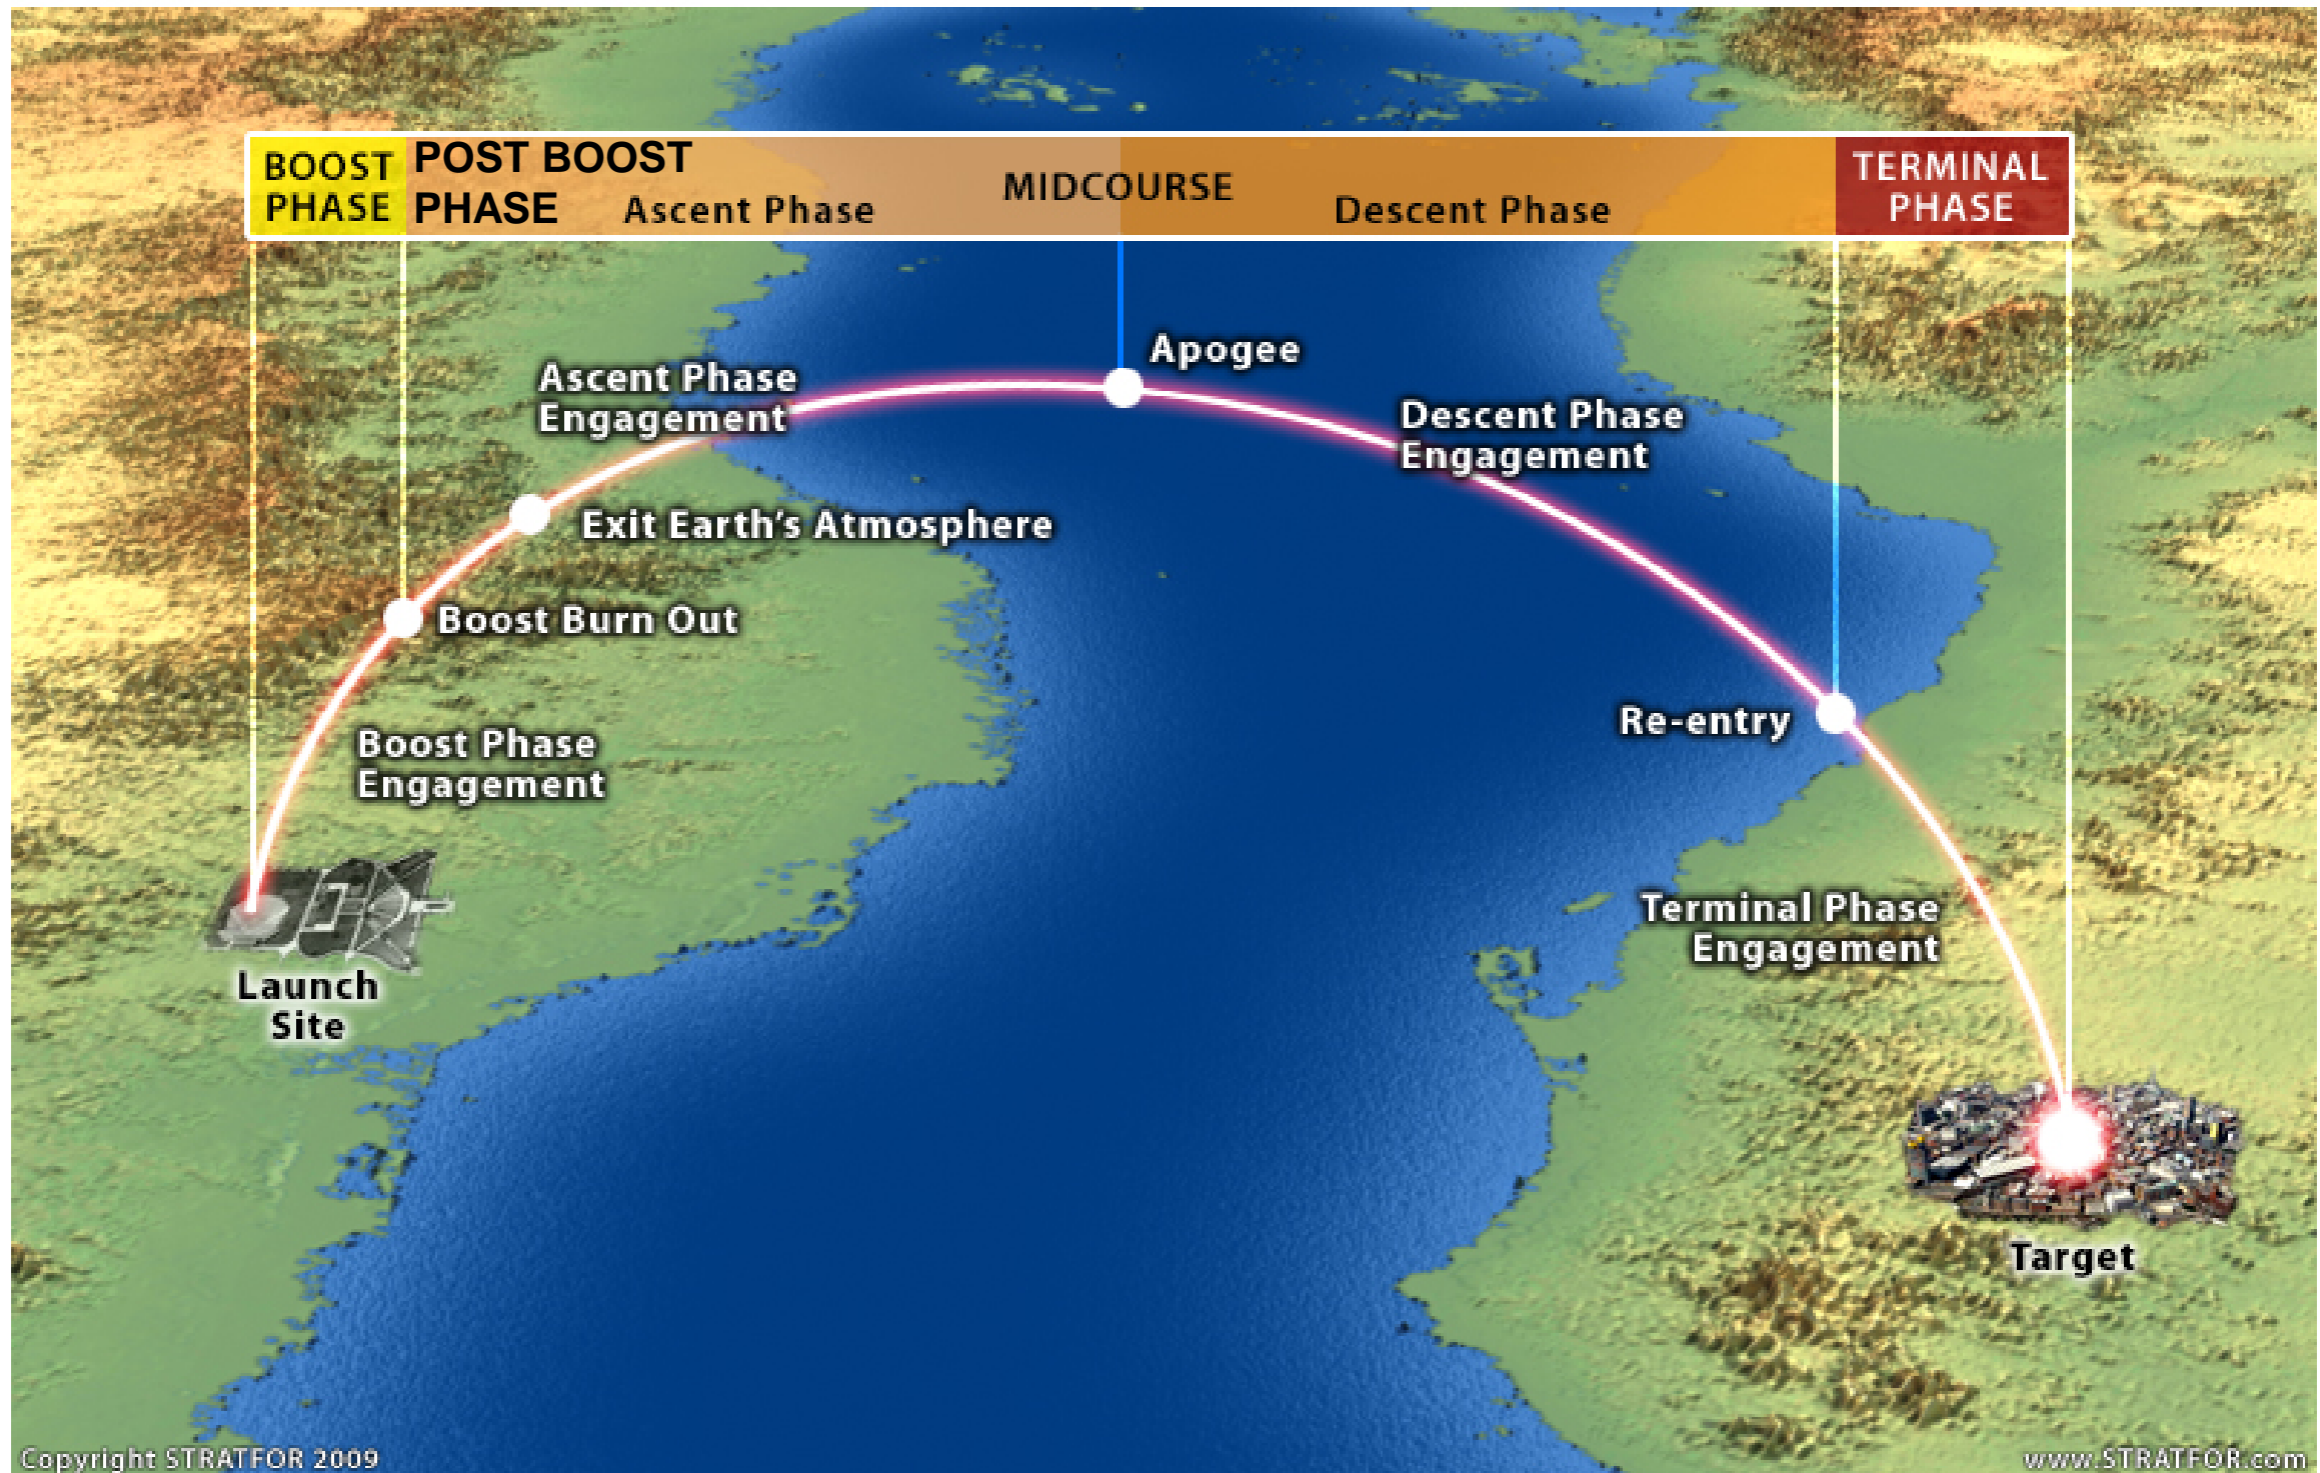 BOOST
PHASE
POST BOOST
PHASE
Ascent Phase
MIDCOURSE
Descent Phase
TERMINAL
PHASE
Apogee
Ascent Phase
Engagement
Descent Phase
Engagement
Exit Earth's Atmosphere
Boost Burn Out
Re-entry
Boost Phase
Engagement
Terminal Phase
Engagement
Launch
Site
Target
Copyright STRATFOR 2009
www.STRATFOR.com